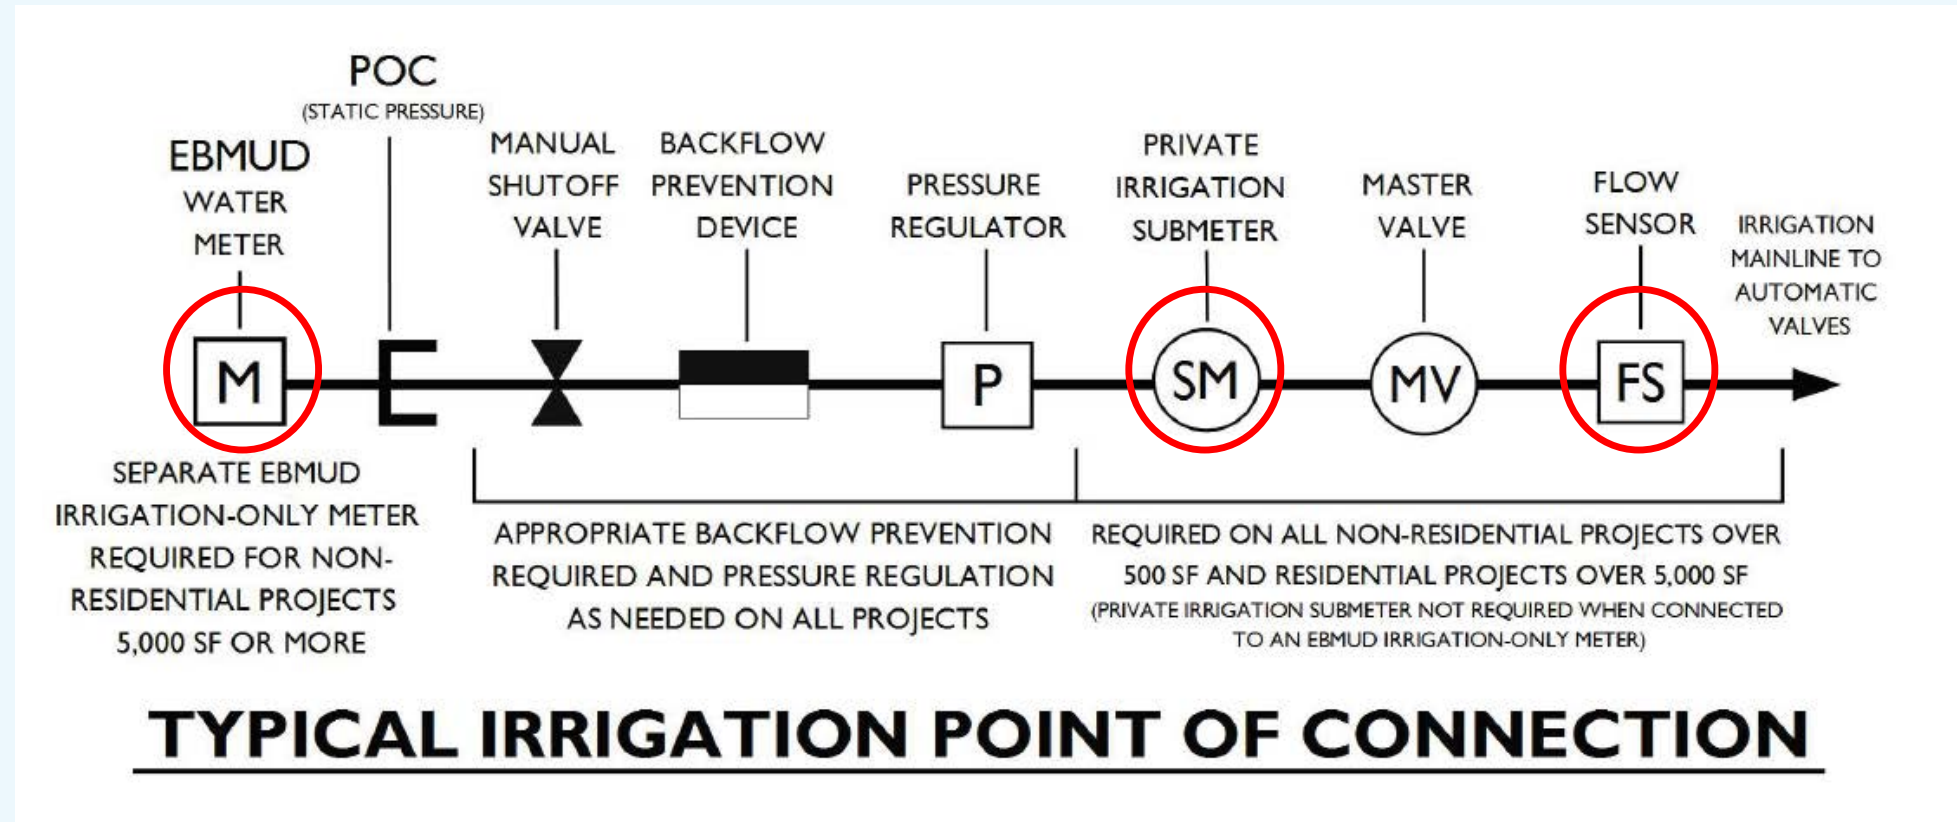 POC
(STATIC PRESSURE)
EBMUD
WATER
METER
MANUAL
SHUTOFF
VALVE
BACKFLOW
PREVENTION
DEVICE
PRESSURE
REGULATOR
PRIVATE
IRRIGATION
SUBMETER
MASTER
VALVE
FLOW
SENSOR
IRRIGATION
MAINLINE TO
AUTOMATIC
VALVES
M
P
SM
MV
FS
SEPARATE EBMUD
IRRIGATION-ONLY METER
REQUIRED FOR NON-
RESIDENTIAL PROJECTS
5,000 SF OR MORE
APPROPRIATE BACKFLOW PREVENTION
REQUIRED AND PRESSURE REGULATION
AS NEEDED ON ALL PROJECTS
REQUIRED ON ALL NON-RESIDENTIAL PROJECTS OVER
500 SF AND RESIDENTIAL PROJECTS OVER 5,000 SF
(PRIVATE IRRIGATION SUBMETER NOT REQUIRED WHEN CONNECTED
TO AN EBMUD IRRIGATION-ONLY METER)
TYPICAL IRRIGATION POINT OF CONNECTION